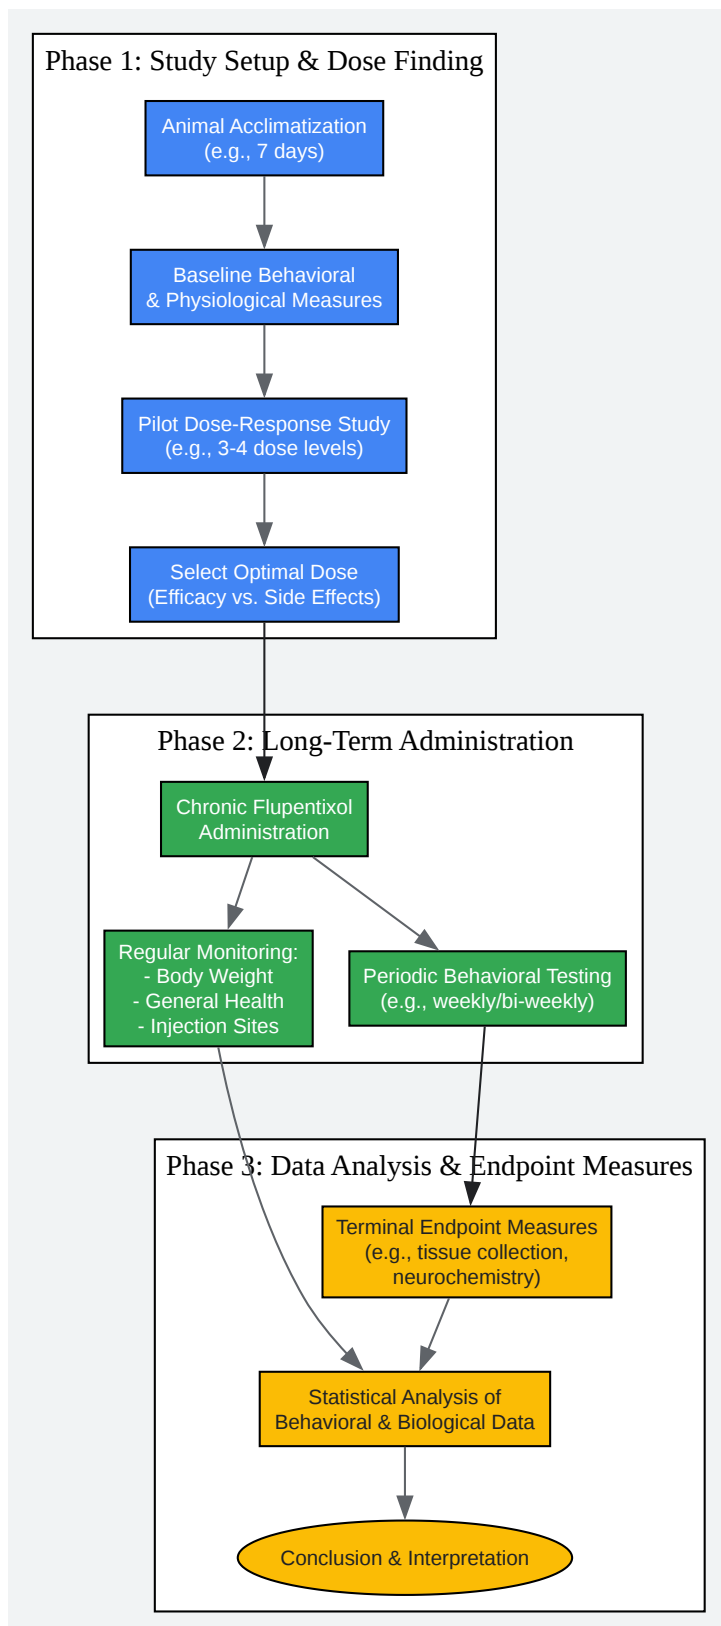 Phase 1: Study Setup & Dose Finding
Animal Acclimatization
(e.g., 7 days)
Baseline Behavioral
& Physiological Measures
Pilot Dose-Response Study
(e.g., 3-4 dose levels)
Select Optimal Dose
(Efficacy vs. Side Effects)
Phase 2: Long-Term Administration
Chronic Flupentixol
Administration
Regular Monitoring:
- Body Weight
- General Health
- Injection Sites
Periodic Behavioral Testing
(e.g., weekly/bi-weekly)
Phase 3: Data Analysis & Endpoint Measures
Terminal Endpoint Measures
(e.g., tissue collection,
neurochemistry)
Statistical Analysis of
Behavioral & Biological Data
Conclusion & Interpretation